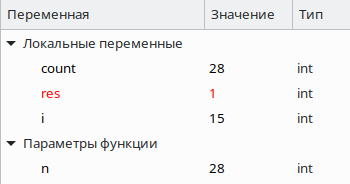 Переменная Значение Тип
Локальные переменные
count 28 int
res 1 int
i 15 int
Параметры функции
n 28 int